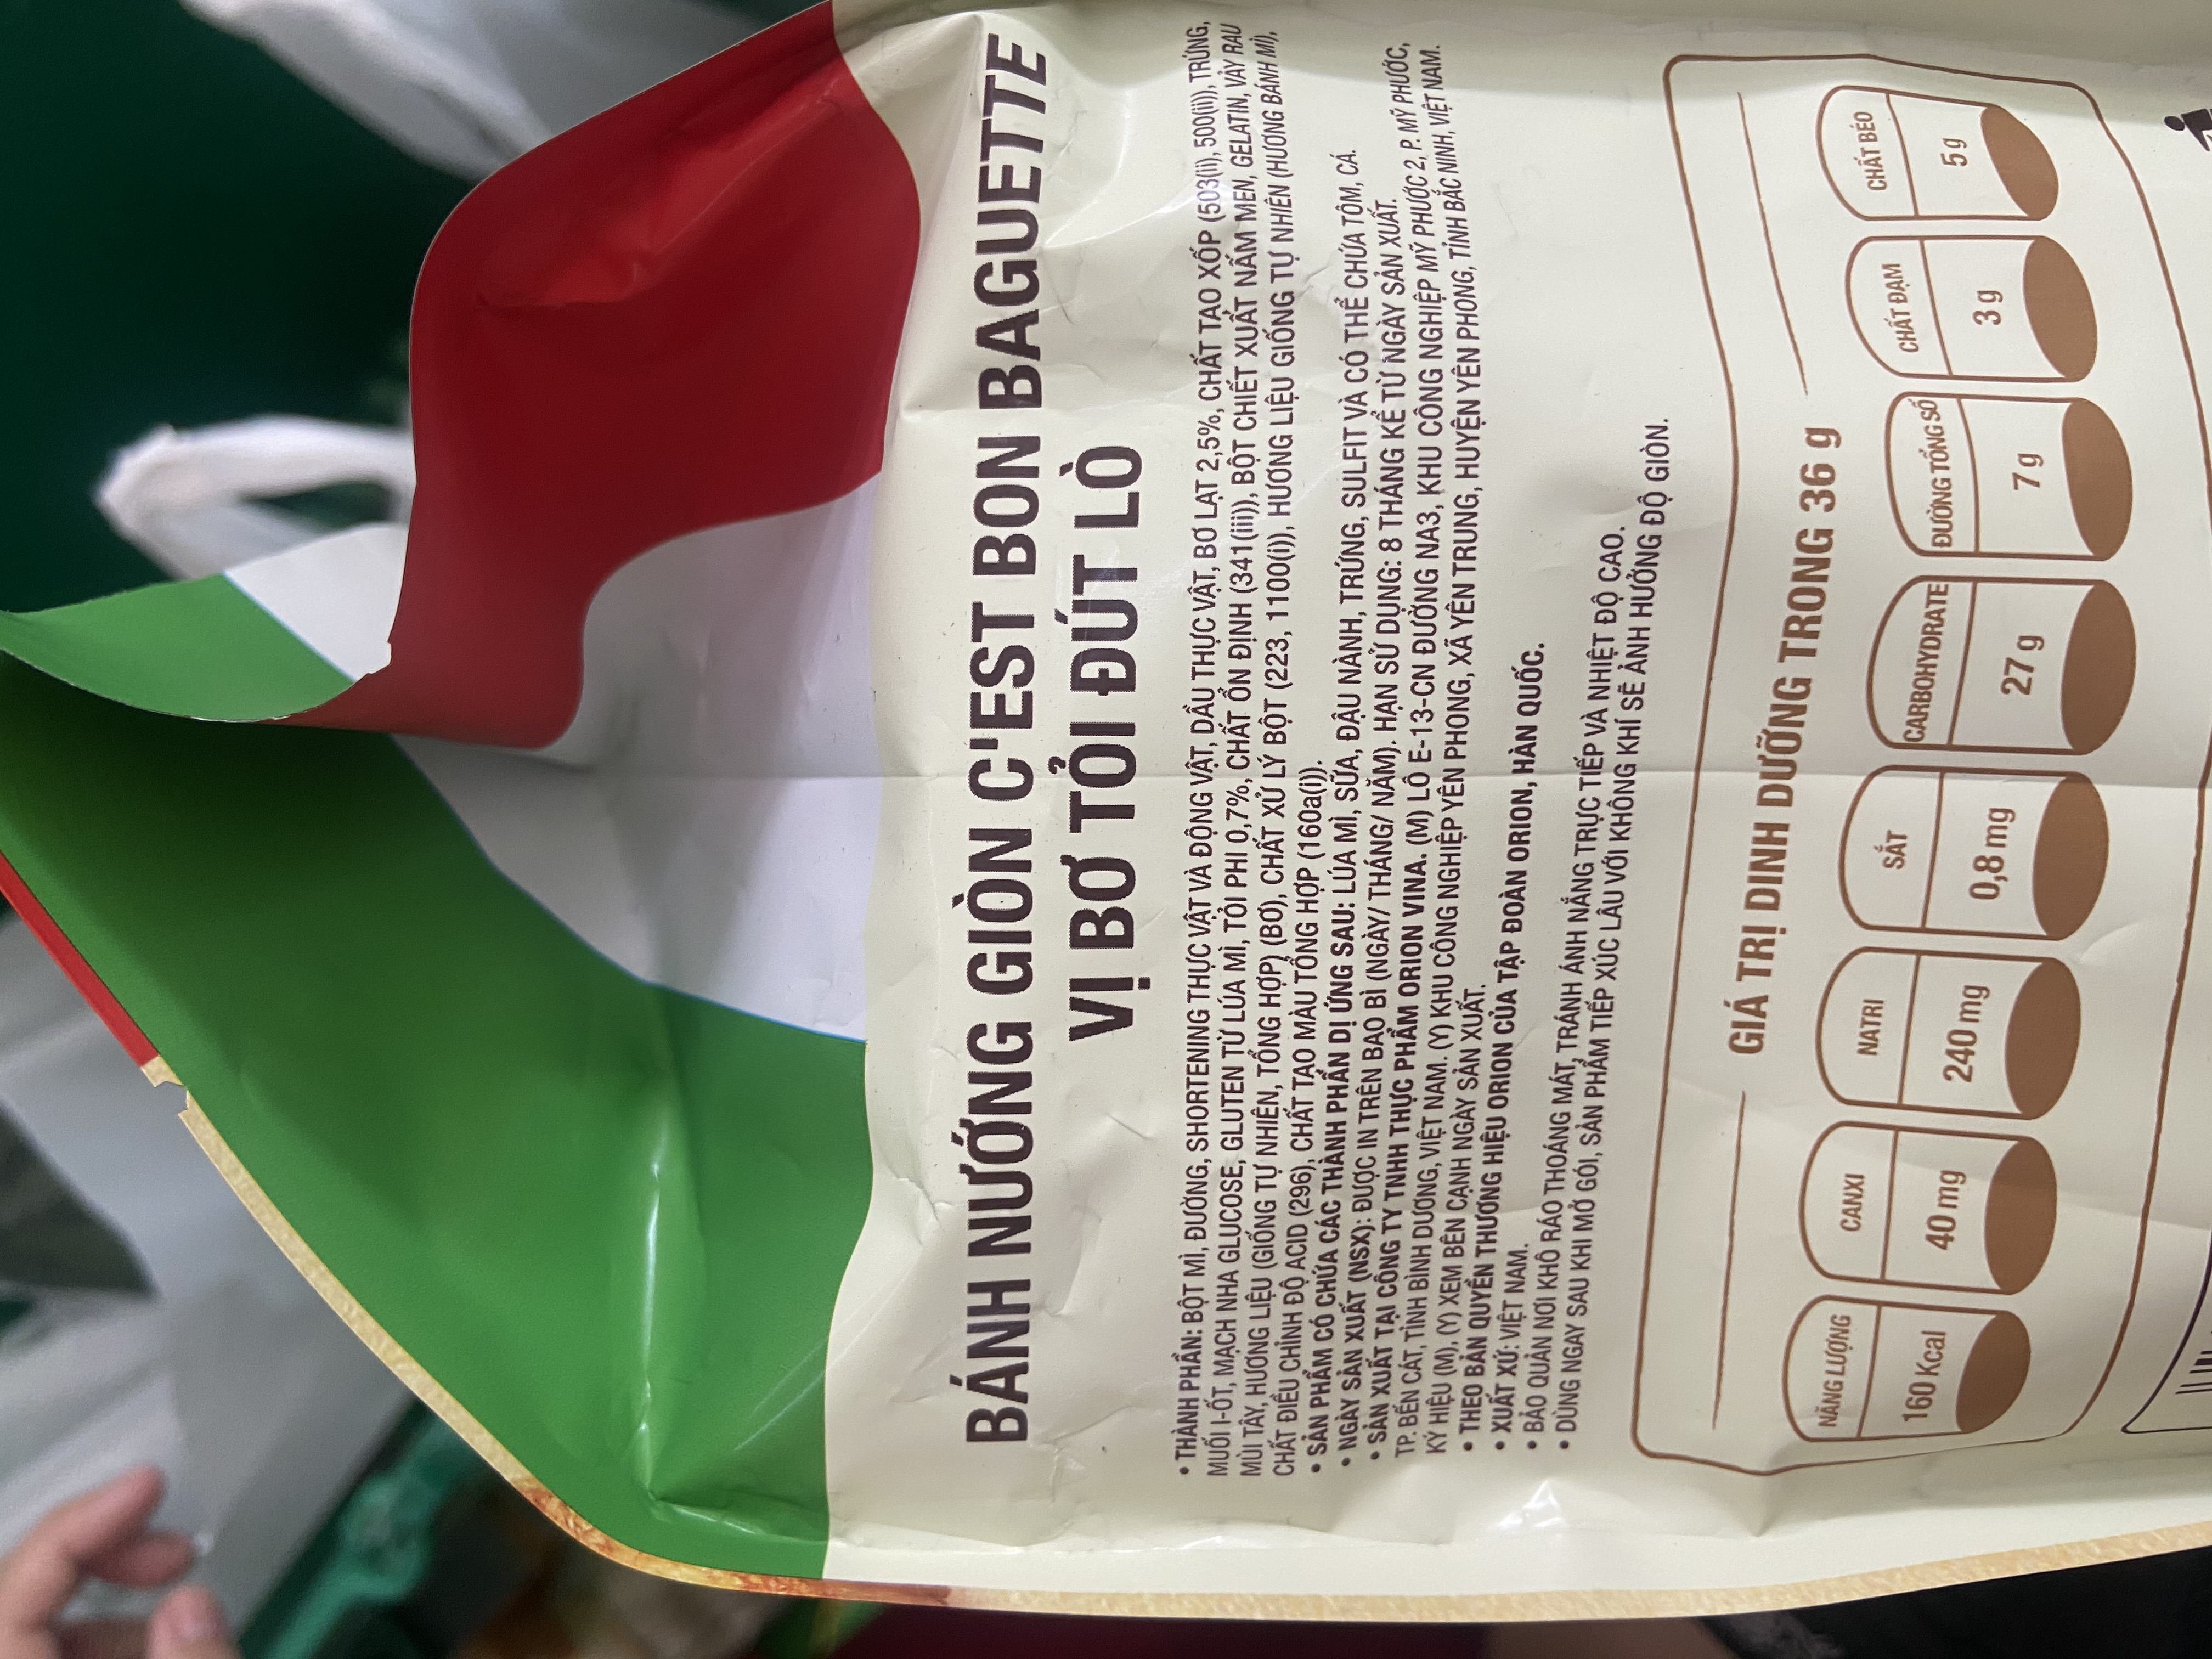 BÁNH NƯỚNG GIÒN C'EST BON BAGUETTE
VỊ BƠ TỎI ĐÚT LÒ
• THÀNH PHẦN: BỘT MÌ, ĐƯỜNG, SHORTENING THỰC VẬT VÀ ĐỘNG VẬT, DẦU THỰC VẬT, BƠ LẠT 2,5%, CHẤT TẠO XỐP (503(ii), 500(ii)), TRỨNG,
MUỐI I-ỐT, MẠCH NHA GLUCOSE, GLUTEN TỪ LÚA MÌ, TỎI PHI 0,7%, CHẤT ỔN ĐỊNH (341(iii)), BỘT CHIẾT XUẤT NẤM MEN, GELATIN, VẢY RAU
MÙI TÂY, HƯƠNG LIỆU (GIỐNG TỰ NHIÊN, TỔNG HỢP) (BƠ), CHẤT XỬ LÝ BỘT (223, 1100(i)), HƯƠNG LIỆU GIỐNG TỰ NHIÊN (HƯƠNG BÁNH MÌ),
CHẤT ĐIỀU CHỈNH ĐỘ ACID (296), CHẤT TẠO MÀU TỔNG HỢP (160a(i)).
• SẢN PHẨM CÓ CHỨA CÁC THÀNH PHẦN DỊ ỨNG SAU: LÚA MÌ, SỮA, ĐẬU NÀNH, TRỨNG, SULFIT VÀ CÓ THỂ CHỨA TÔM, CÁ.
• NGÀY SẢN XUẤT (NSX): ĐƯỢC IN TRÊN BAO BÌ (NGÀY/ THÁNG/ NĂM). HẠN SỬ DỤNG: 8 THÁNG KỂ TỪ NGÀY SẢN XUẤT.
• SẢN XUẤT TẠI CÔNG TY TNHH THỰC PHẨM ORION VINA. (M) LÔ E-13-CN ĐƯỜNG NA3, KHU CÔNG NGHIỆP MỸ PHƯỚC 2, P. MỸ PHƯỚC,
TP. BẾN CÁT, TỈNH BÌNH DƯƠNG, VIỆT NAM. (Y) KHU CÔNG NGHIỆP YÊN PHONG, XÃ YÊN TRUNG, HUYỆN YÊN PHONG, TỈNH BẮC NINH, VIỆT NAM.
KÝ HIỆU (M), (Y) XEM BÊN CẠNH NGÀY SẢN XUẤT.
• THEO BẢN QUYỀN THƯƠNG HIỆU ORION CỦA TẬP ĐOÀN ORION, HÀN QUỐC.
• XUẤT XỨ: VIỆT NAM.
• BẢO QUẢN NƠI KHÔ RÁO THOÁNG MÁT, TRÁNH ÁNH NẮNG TRỰC TIẾP VÀ NHIỆT ĐỘ CAO.
• DÙNG NGAY SAU KHI MỞ GÓI, SẢN PHẨM TIẾP XÚC LÂU VỚI KHÔNG KHÍ SẼ ẢNH HƯỞNG ĐỘ GIÒN.
GIÁ TRỊ DINH DƯỠNG TRONG 36 g
NĂNG LƯỢNG
160 Kcal
CANXI
40 mg
NATRI
240 mg
SẮT
0,8 mg
CARBOHYDRATE
27 g
ĐƯỜNG TỔNG SỐ
7 g
CHẤT ĐẠM
3 g
CHẤT BÉO
5 g